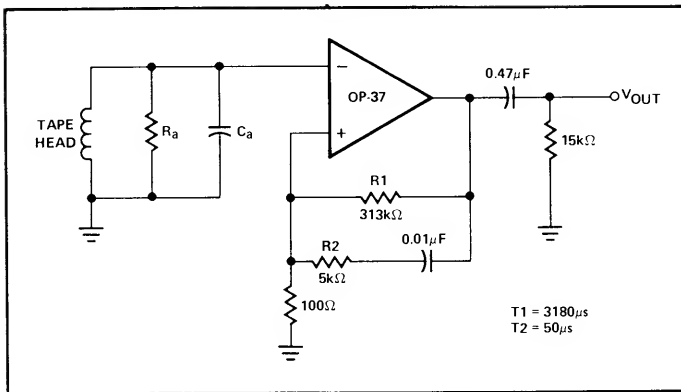 0.47µF
−
OP-37
+
VOUT
TAPE
HEAD
Ra
Ca
15kΩ
R1
313kΩ
R2
5kΩ
0.01µF
100Ω
T1 = 3180µs
T2 = 50µs